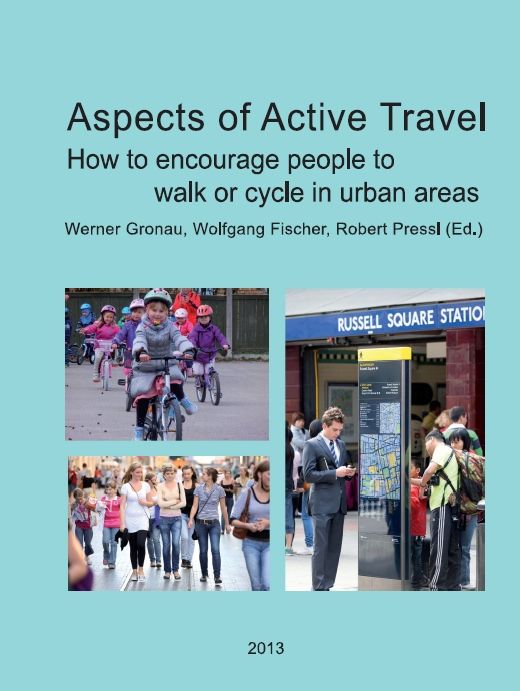 Aspects of Active Travel
How to encourage people to
walk or cycle in urban areas
Werner Gronau, Wolfgang Fischer, Robert Pressl (Ed.)
RUSSELL SQUARE STATIO
2013